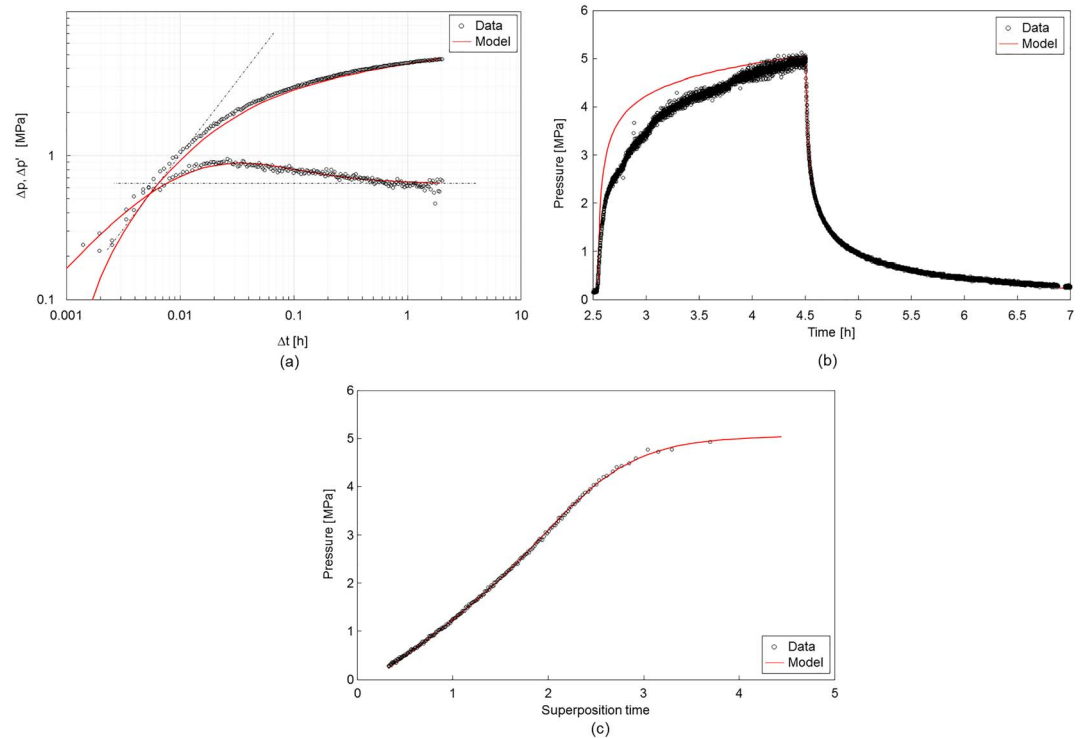 Data
Model
Δp, Δp' [MPa]
1
0.1
0.001
0.01
0.1
1
10
Δt [h]
(a)
Data
Model
Pressure [MPa]
6
5
4
3
2
1
0
2.5
3
3.5
4
4.5
5
5.5
6
6.5
7
Time [h]
(b)
Pressure [MPa]
6
5
4
3
2
1
0
0
1
2
3
4
5
Data
Model
Superposition time
(c)